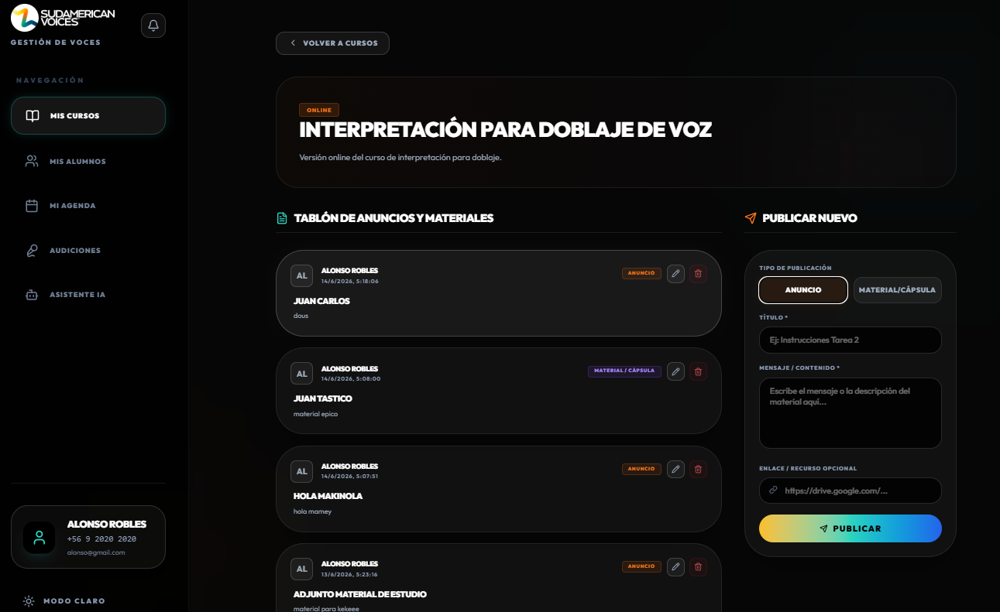 SUDAMERICAN
VOICES
GESTIÓN DE VOCES
NAVEGACIÓN
MIS CURSOS
MIS ALUMNOS
MI AGENDA
AUDICIONES
ASISTENTE IA
ALONSO ROBLES
+56 9 2020 2020
alonso@gmail.com
MODO CLARO
VOLVER A CURSOS
ONLINE
INTERPRETACIÓN PARA DOBLAJE DE VOZ
Versión online del curso de interpretación para doblaje.
TABLÓN DE ANUNCIOS Y MATERIALES
AL
ALONSO ROBLES
14/6/2026, 5:18:06
ANUNCIO
JUAN CARLOS
dous
AL
ALONSO ROBLES
14/6/2026, 5:08:00
MATERIAL / CÁPSULA
JUAN TASTICO
material epico
AL
ALONSO ROBLES
14/6/2026, 5:07:51
ANUNCIO
HOLA MAKINOLA
hola mamey
AL
ALONSO ROBLES
13/6/2026, 5:23:16
ANUNCIO
ADJUNTO MATERIAL DE ESTUDIO
material para kekeee
PUBLICAR NUEVO
TIPO DE PUBLICACIÓN
ANUNCIO
MATERIAL/CÁPSULA
TÍTULO *
Ej: Instrucciones Tarea 2
MENSAJE / CONTENIDO *
Escribe el mensaje o la descripción del
material aquí...
ENLACE / RECURSO OPCIONAL
https://drive.google.com/...
PUBLICAR